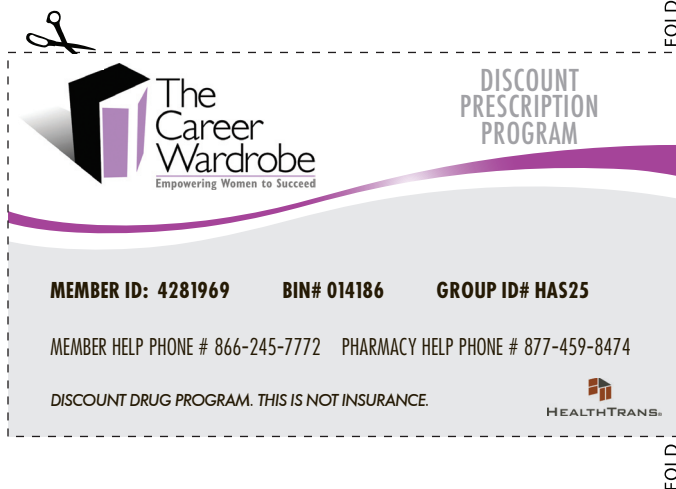 FOLD
The
Career
Wardrobe
Empowering Women to Succeed
DISCOUNT
PRESCRIPTION
PROGRAM
MEMBER ID: 4281969 BIN# 014186 GROUP ID# HAS25
MEMBER HELP PHONE # 866-245-7772 PHARMACY HELP PHONE # 877-459-8474
DISCOUNT DRUG PROGRAM. THIS IS NOT INSURANCE.
HEALTHTRANS®
FOLD